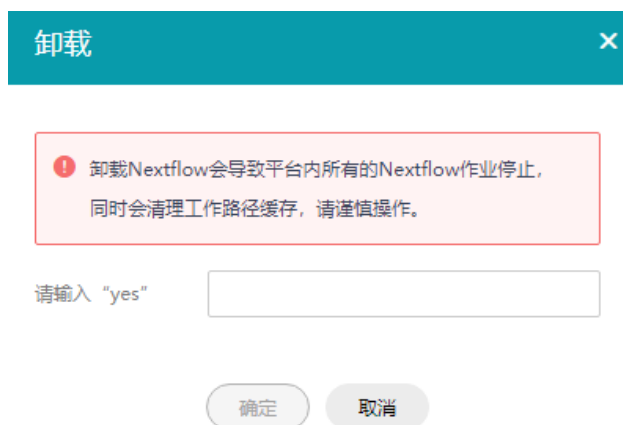 卸载
卸载Nextflow会导致平台内所有的Nextflow作业停止，
同时会清理工作路径缓存，请谨慎操作。
请输入“yes”
确定 取消